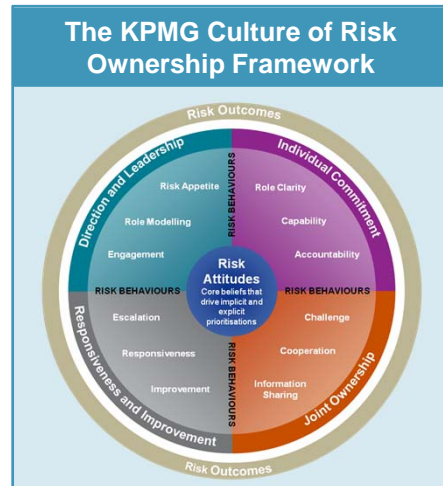 The KPMG Culture of Risk
Ownership Framework
Risk Outcomes
Direction and Leadership
Individual Commitment
RISK BEHAVIOURS
Risk Appetite
Role Modelling
Engagement
Role Clarity
Capability
Accountability
Risk
Attitudes
Core beliefs that
drive implicit and
explicit
prioritisations
RISK BEHAVIOURS
RISK BEHAVIOURS
Escalation
Responsiveness
Improvement
Challenge
Cooperation
Information
Sharing
RISK BEHAVIOURS
Responsiveness and Improvement
Joint Ownership
Risk Outcomes